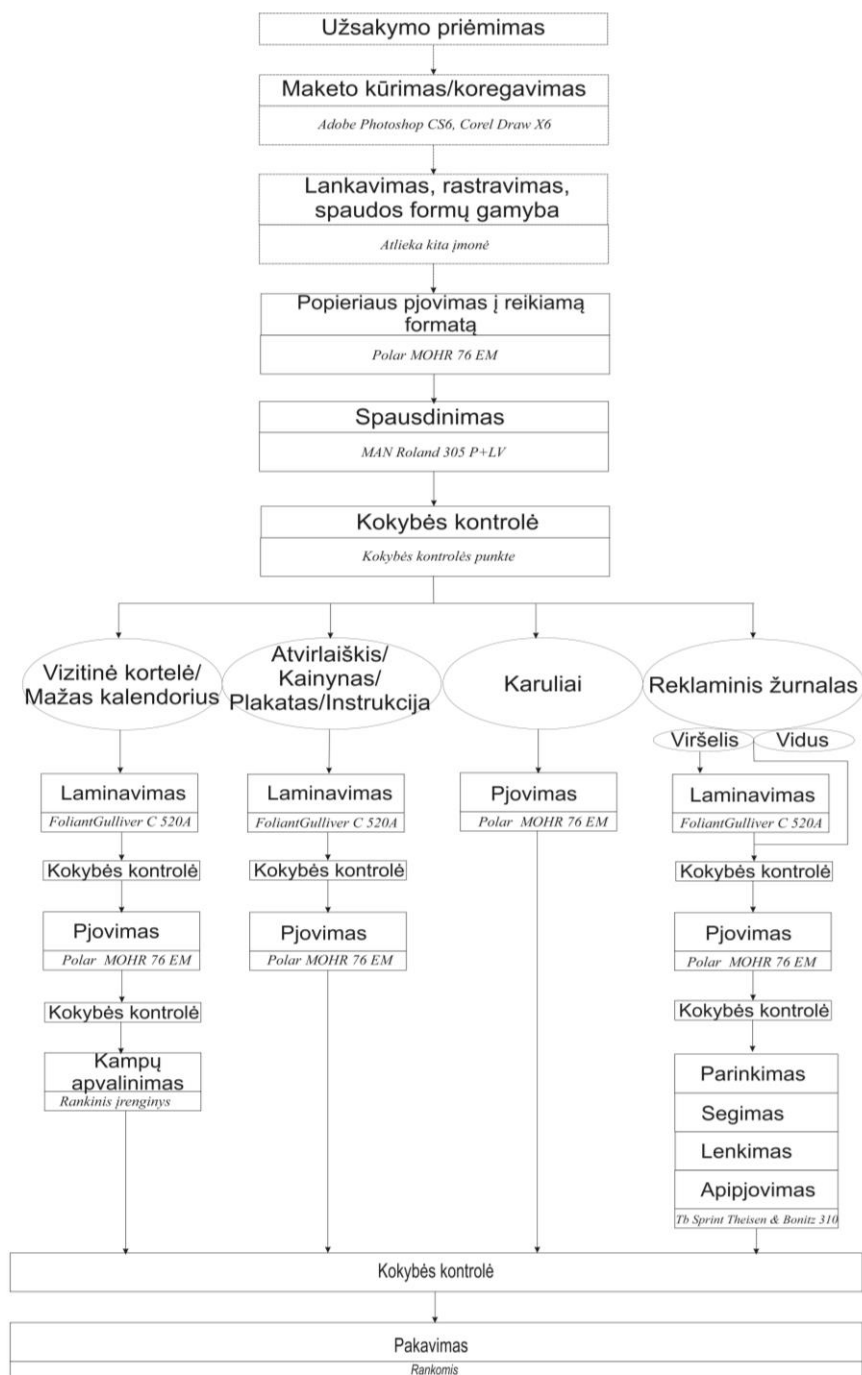 Užsakymo priėmimas
Maketo kūrimas/koregavimas
Adobe Photoshop CS6, Corel Draw X6
Lankavimas, rastravimas,
spaudos formų gamyba
Atlieka kita įmonė
Popieriaus pjovimas į reikiamą
formatą
Polar MOHR 76 EM
Spausdinimas
MAN Roland 305 P+LV
Kokybės kontrolė
Kokybės kontrolės punkte
Vizitinė kortelė/
Mažas kalendorius
Laminavimas
FoliantGulliver C 520A
Kokybės kontrolė
Pjovimas
Polar MOHR 76 EM
Kokybės kontrolė
Kampų
apvalinimas
Rankinis įrenginys
Atvirlaiškis/
Kainynas/
Plakatas/Instrukcija
Laminavimas
FoliantGulliver C 520A
Kokybės kontrolė
Pjovimas
Polar MOHR 76 EM
Karuliai
Pjovimas
Polar MOHR 76 EM
Reklaminis žurnalas
Viršelis
Vidus
Laminavimas
FoliantGulliver C 520A
Kokybės kontrolė
Pjovimas
Polar MOHR 76 EM
Kokybės kontrolė
Parinkimas
Segimas
Lenkimas
Apipjovimas
Tb Sprint Theisen & Bonitz 310
Kokybės kontrolė
Pakavimas
Rankomis